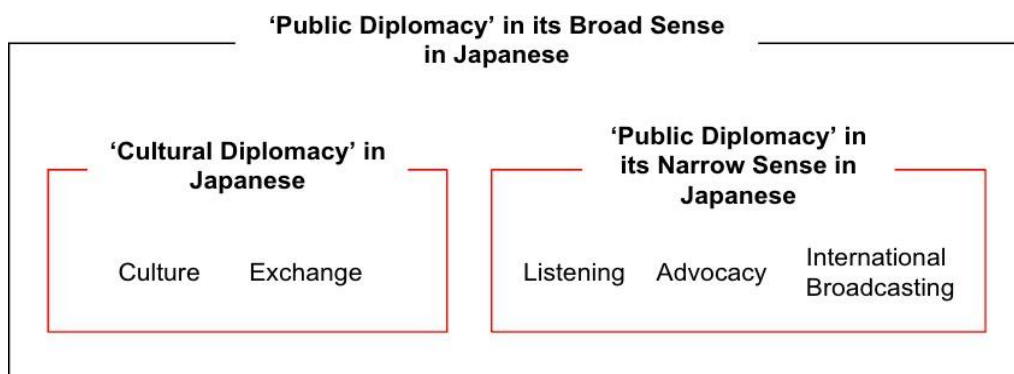 ‘Public Diplomacy’ in its Broad Sense
in Japanese
‘Cultural Diplomacy’ in
Japanese
‘Public Diplomacy’ in
its Narrow Sense in
Japanese
Culture
Exchange
Listening
Advocacy
International
Broadcasting